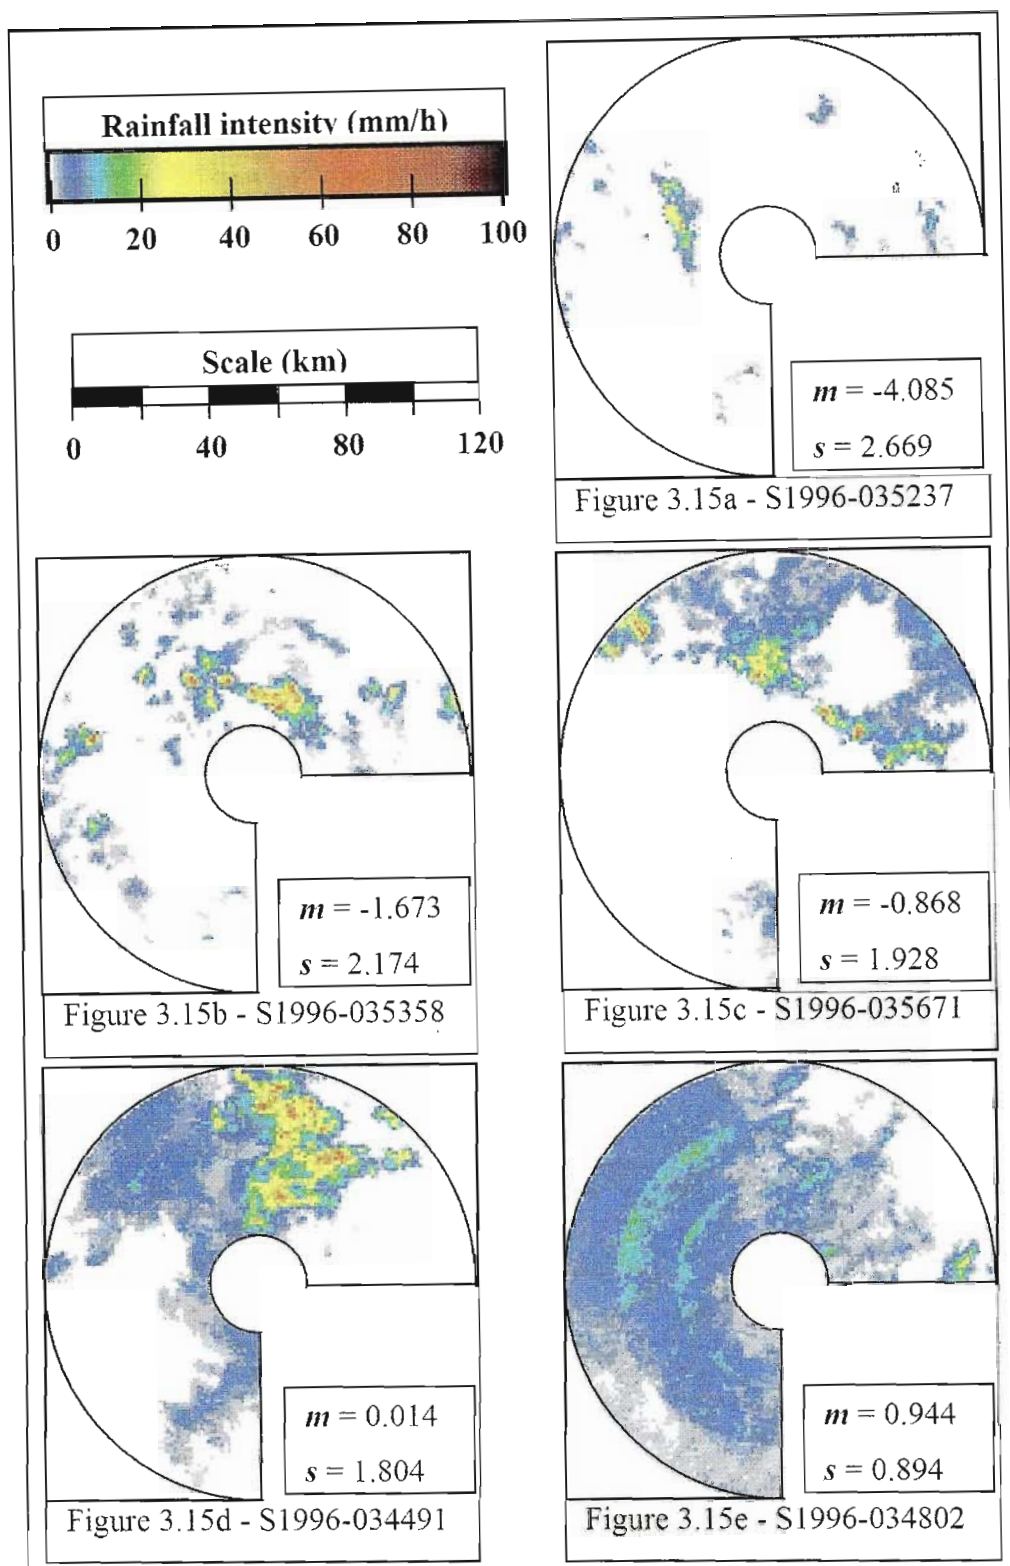 Rainfall intensity (mm/h)
0 20 40 60 80 100
Scale (km)
0 40 80 120
m = -4.085
s = 2.669
Figure 3.15a - S1996-035237
m = -1.673
s = 2.174
Figure 3.15b - S1996-035358
m = -0.868
s = 1.928
Figure 3.15c - S1996-035671
m = 0.014
s = 1.804
Figure 3.15d - S1996-034491
m = 0.944
s = 0.894
Figure 3.15e - S1996-034802